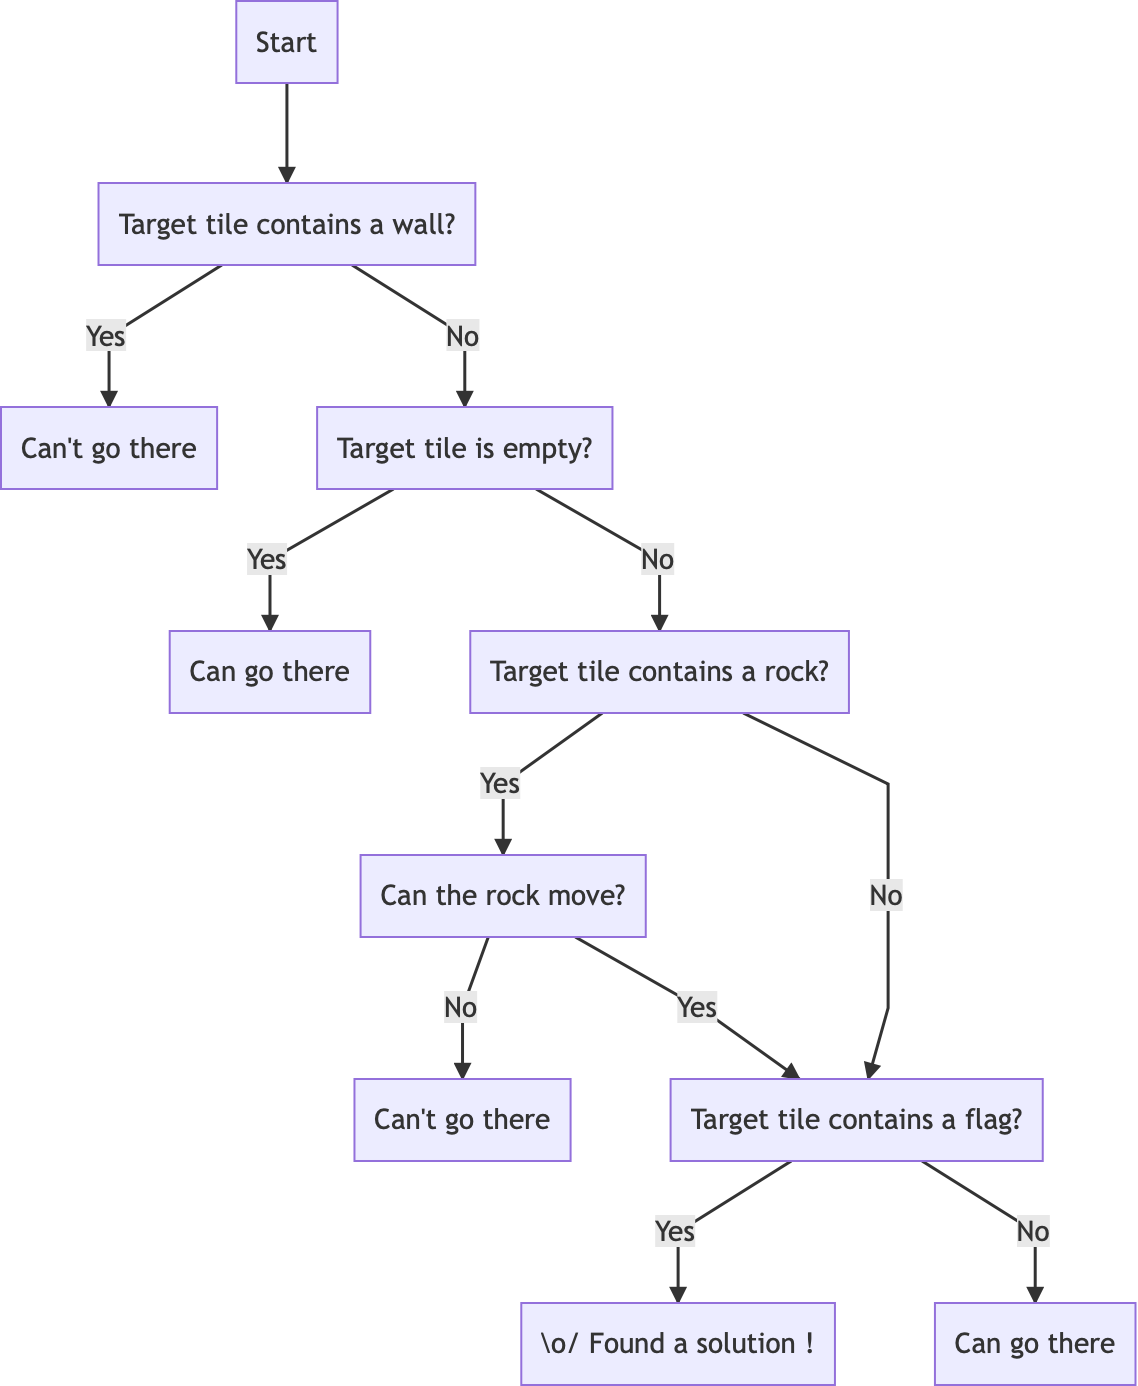 Start
Target tile contains a wall?
Yes
No
Can't go there
Target tile is empty?
Yes
No
Can go there
Target tile contains a rock?
Yes
Can the rock move?
No
No
Yes
Can't go there
Target tile contains a flag?
Yes
No
\o/ Found a solution !
Can go there